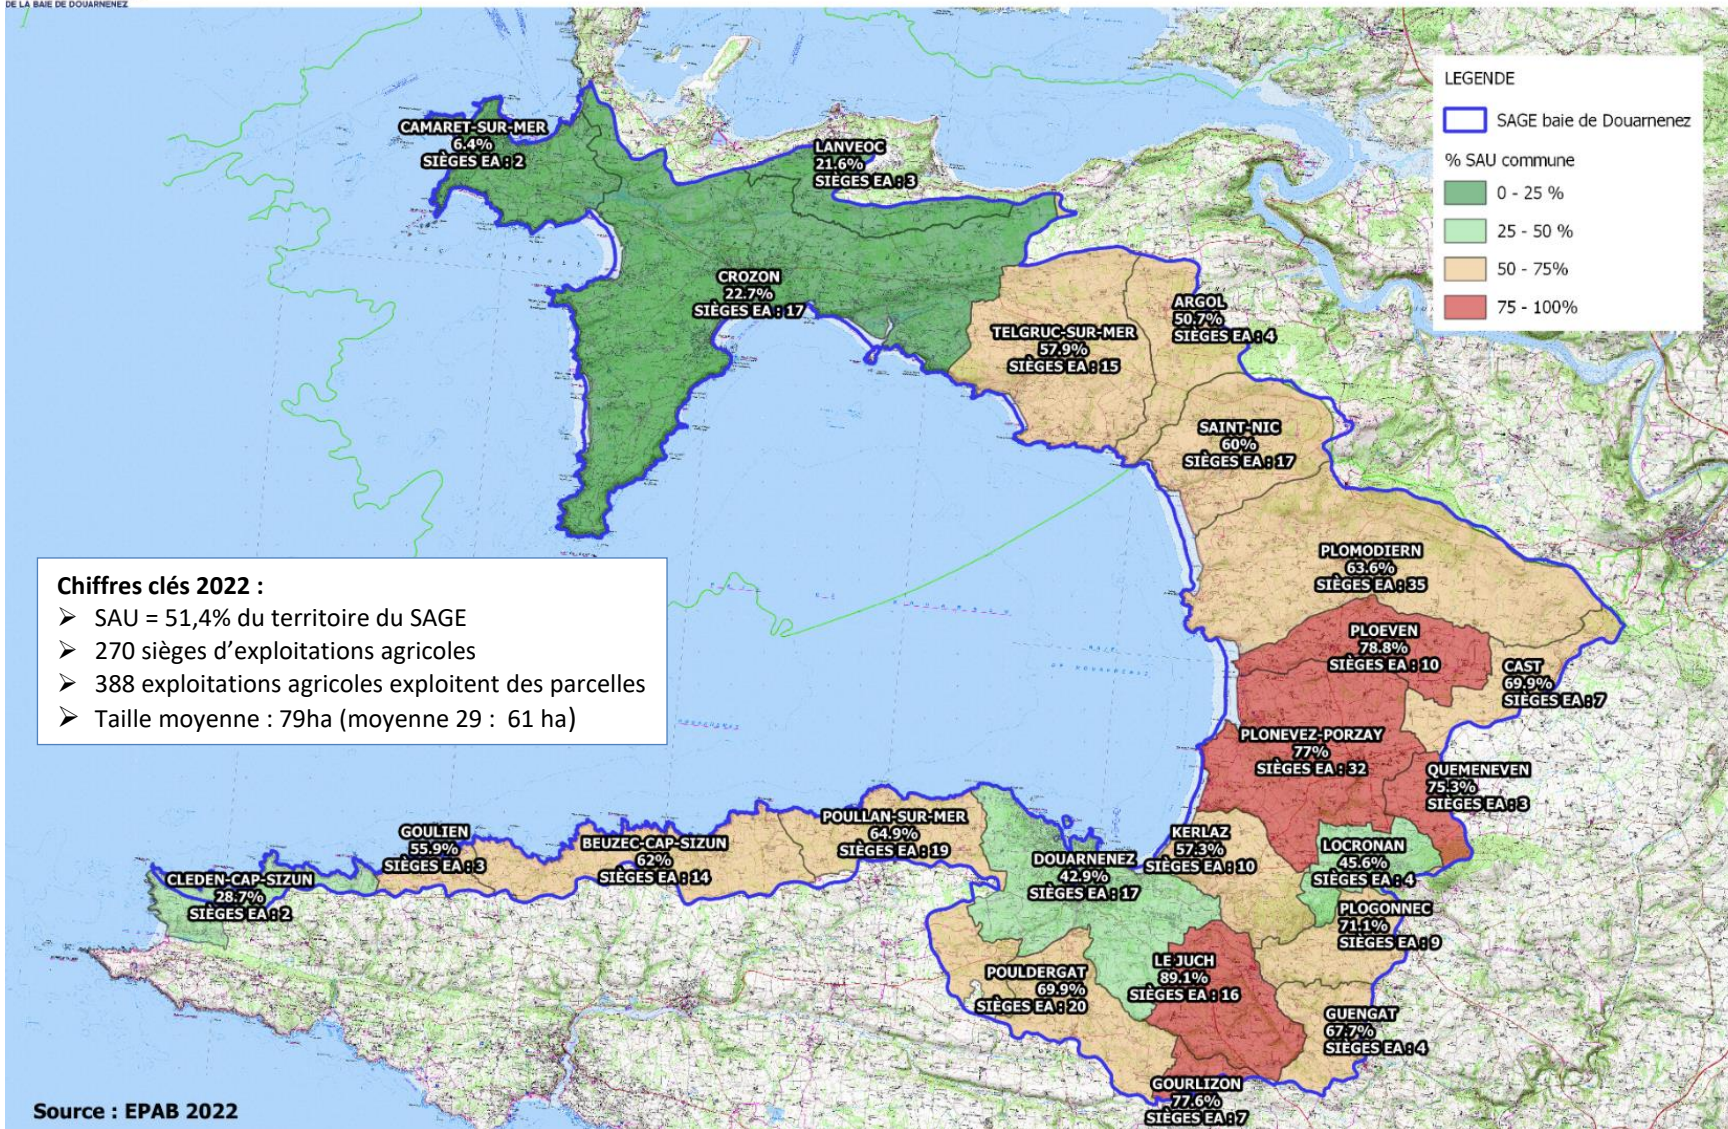 DE LA BAIE DE DOUARNENEZ
LEGENDE
SAGE baie de Douarnenez
% SAU commune
0 - 25 %
25 - 50 %
50 - 75%
75 - 100%
CAMARET-SUR-MER
6.4%
SIÈGES EA : 2
LANVEOC
21.6%
SIÈGES EA : 3
CROZON
22.7%
SIÈGES EA : 17
ARGOL
50.7%
SIÈGES EA : 4
TELGRUC-SUR-MER
57.9%
SIÈGES EA : 15
SAINT-NIC
60%
SIÈGES EA : 17
PLOMODIERN
63.6%
SIÈGES EA : 35
PLOEVEN
78.8%
SIÈGES EA : 10
CAST
69.9%
SIÈGES EA : 7
PLONEVEZ-PORZAY
77%
SIÈGES EA : 32
QUEMENEVEN
75.3%
SIÈGES EA : 3
Chiffres clés 2022 :
➢ SAU = 51,4% du territoire du SAGE
➢ 270 sièges d’exploitations agricoles
➢ 388 exploitations agricoles exploitent des parcelles
➢ Taille moyenne : 79ha (moyenne 29 : 61 ha)
GOULIEN
55.9%
SIÈGES EA : 3
BEUZEC-CAP-SIZUN
62%
SIÈGES EA : 14
POULLAN-SUR-MER
64.9%
SIÈGES EA : 19
KERLAZ
57.3%
SIÈGES EA : 10
LOCRONAN
45.6%
SIÈGES EA : 4
DOUARNENEZ
42.9%
SIÈGES EA : 17
CLEDEN-CAP-SIZUN
28.7%
SIÈGES EA : 2
PLOGONNEC
71.1%
SIÈGES EA : 9
POULDERGAT
69.9%
SIÈGES EA : 20
LE JUCH
89.1%
SIÈGES EA : 16
GUENGAT
67.7%
SIÈGES EA : 4
GOURLIZON
77.6%
SIÈGES EA : 7
Source : EPAB 2022